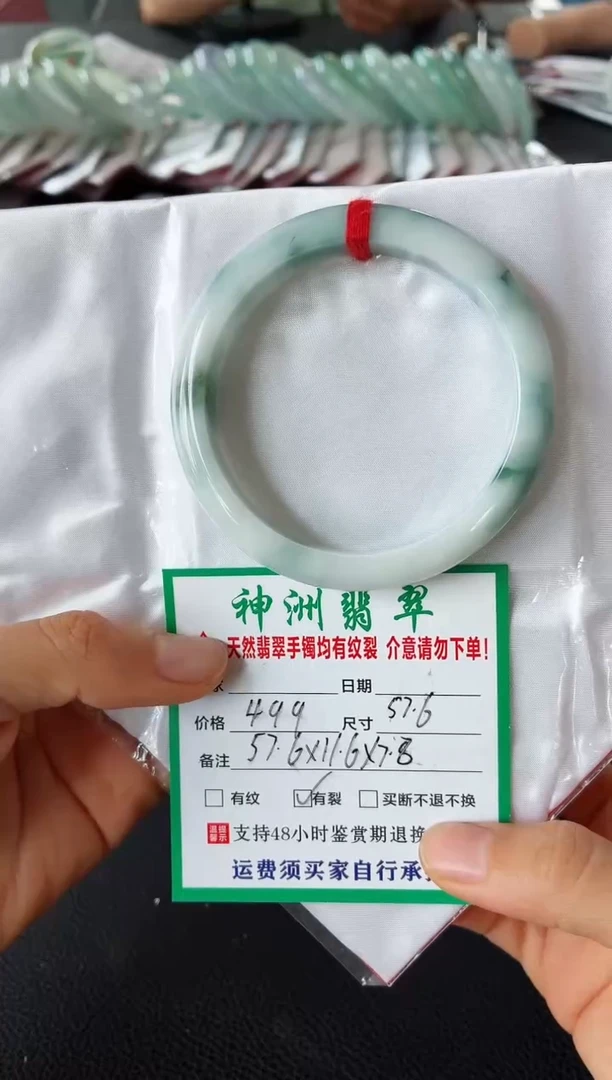 神洲翡翠
天然翡翠手镯均有纹裂 介意请勿下单!
日期
价格 499 尺寸 57.6
备注 57.6X11.6X7.8
有纹 有裂 买断不退不换
温馨提示 支持48小时鉴赏期退换
运费须买家自行承